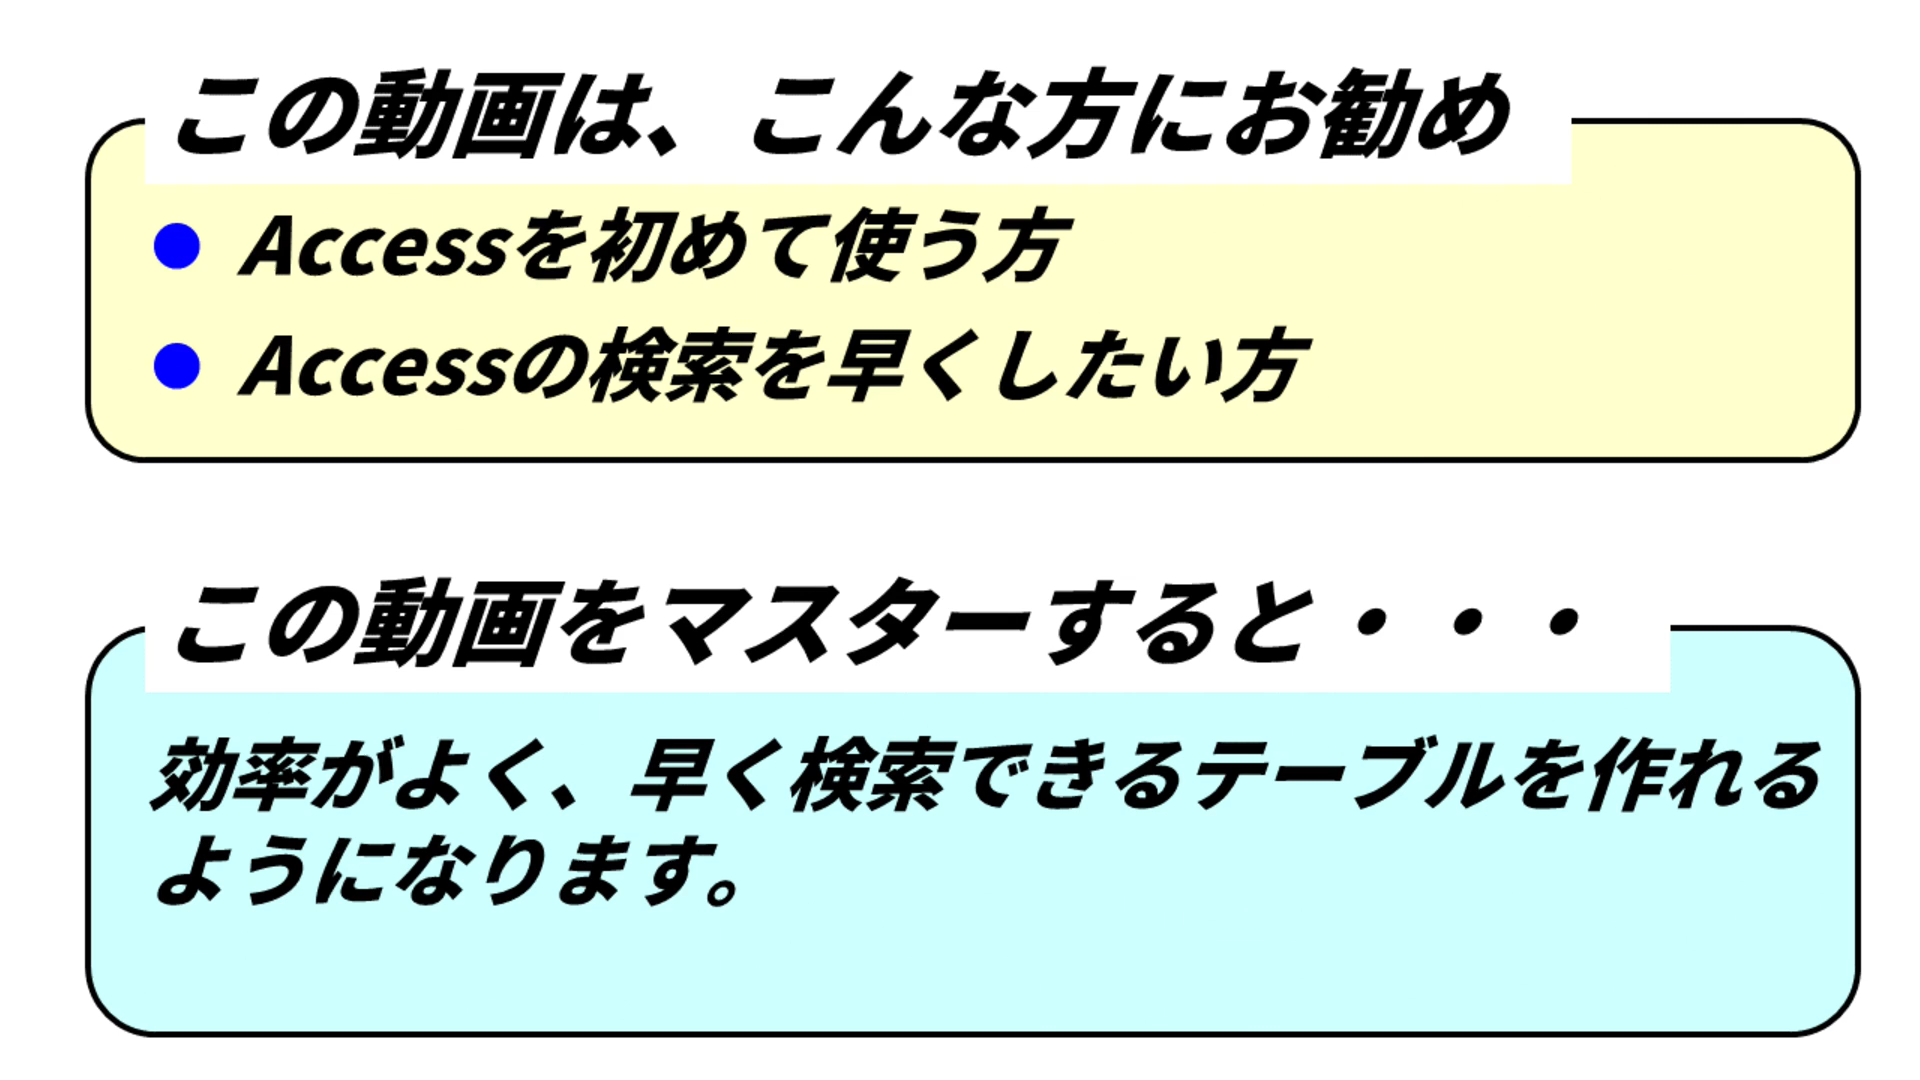 この動画は、こんな方にお勧め
● Accessを初めて使う方
● Accessの検索を早くしたい方
この動画をマスターすると・・・
効率がよく、早く検索できるテーブルを作れる
ようになります。